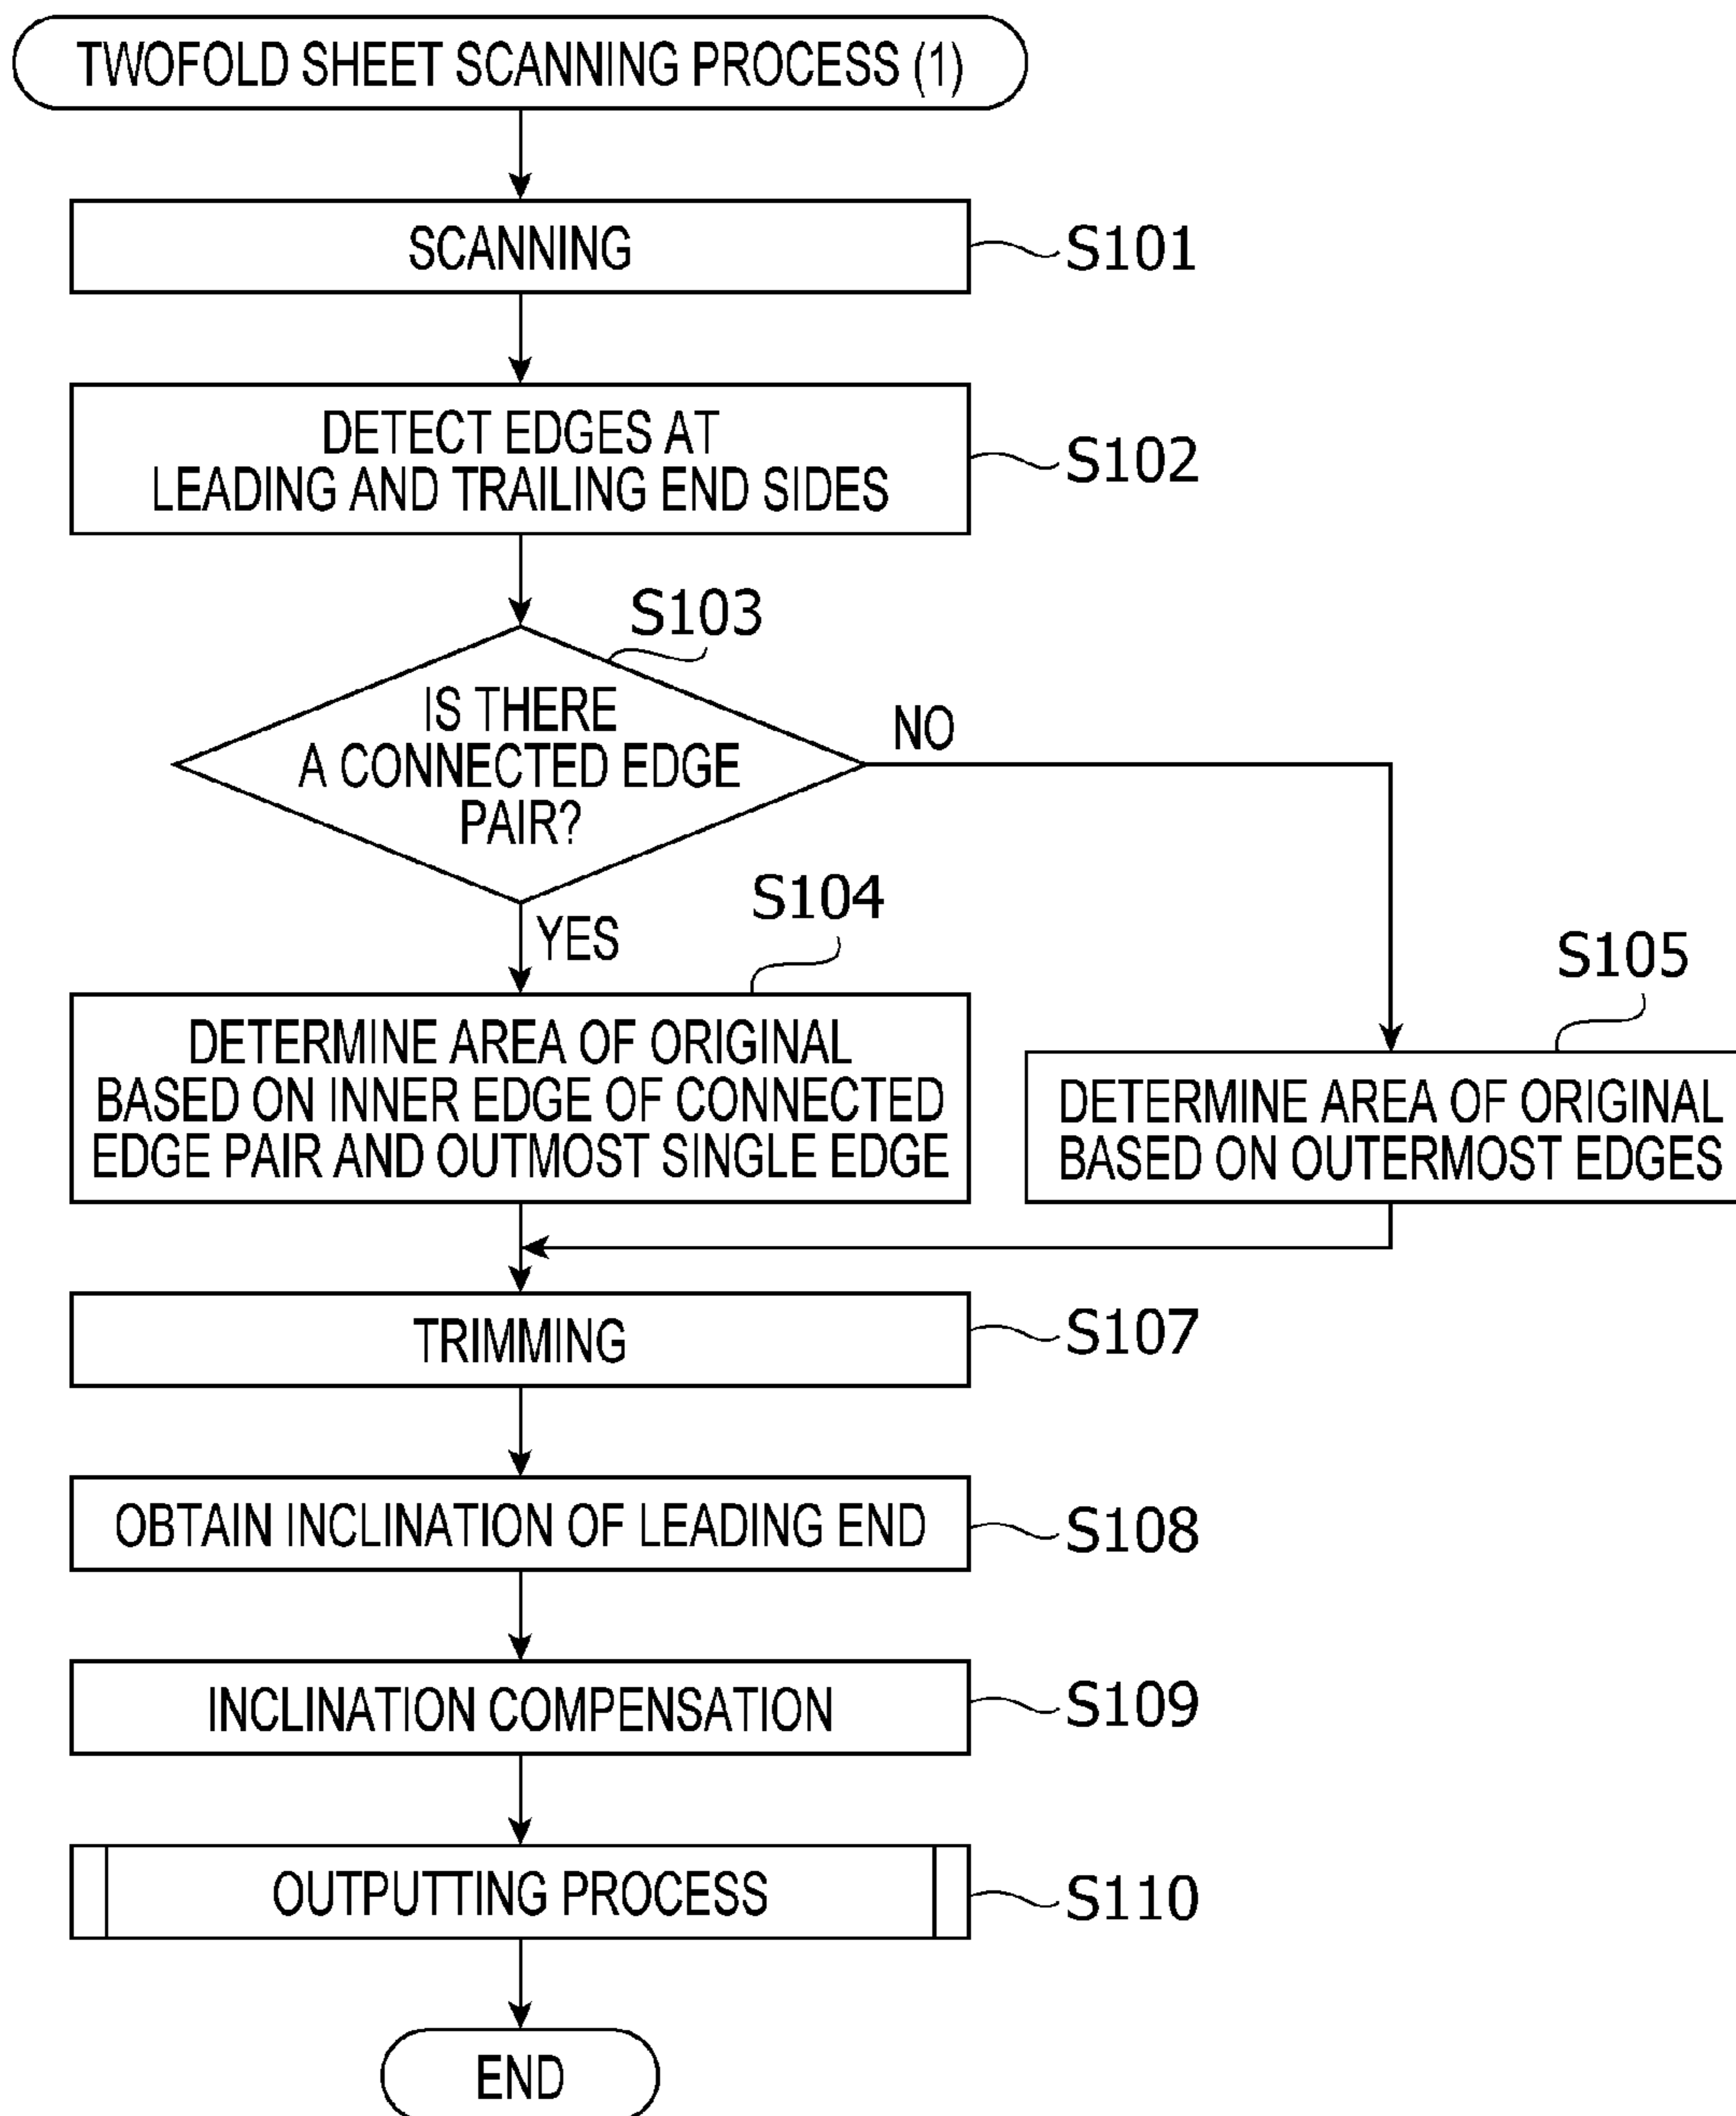 TWOFOLD SHEET SCANNING PROCESS (1)
SCANNING
S101
DETECT EDGES AT
LEADING AND TRAILING END SIDES
S102
S103
IS THERE
A CONNECTED EDGE
PAIR?
NO
YES
S104
DETERMINE AREA OF ORIGINAL
BASED ON INNER EDGE OF CONNECTED
EDGE PAIR AND OUTMOST SINGLE EDGE
S105
DETERMINE AREA OF ORIGINAL
BASED ON OUTERMOST EDGES
TRIMMING
S107
OBTAIN INCLINATION OF LEADING END
S108
INCLINATION COMPENSATION
S109
OUTPUTTING PROCESS
S110
END